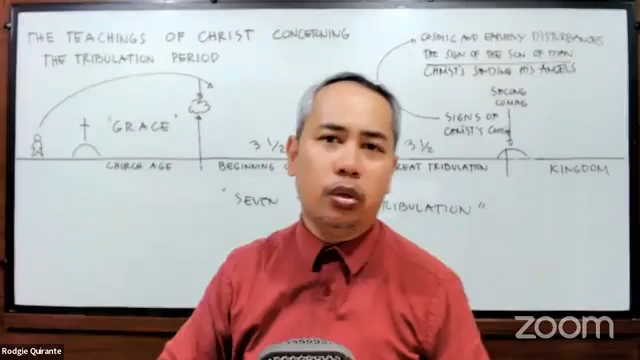 THE TEACHINGS OF CHRIST CONCERNING
THE TRIBULATION PERIOD
COSMIC AND EARTHLY DISTURBANCES
THE SIGN OF THE SON OF MAN
CHRIST'S SENDING HIS ANGELS
SECOND
COMING
"GRACE"
SIGNS OF
CHRIST'S
3 1/2
3 1/2
CHURCH AGE
BEGINNING
REAT TRIBULATION
KINGDOM
"SEVEN
RIBULATION"
zoom
Rodgie Quirante